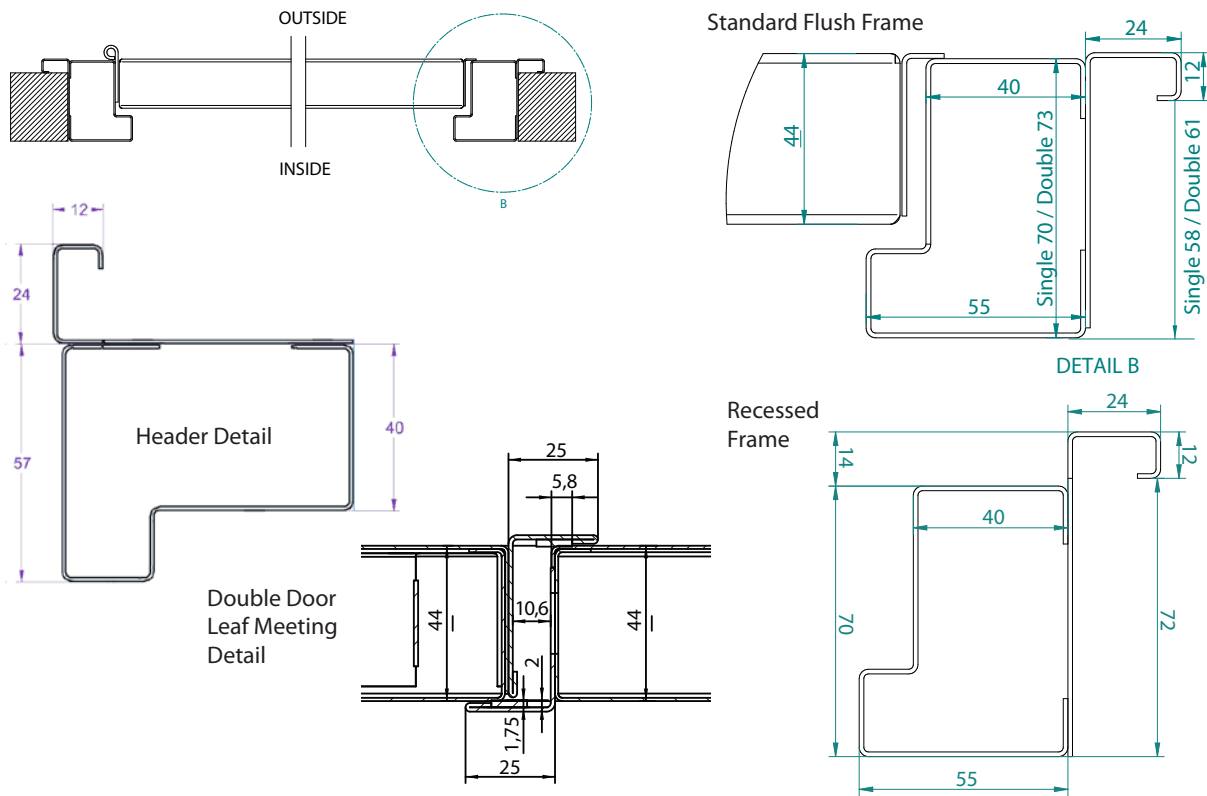 OUTSIDE
INSIDE
B
Standard Flush Frame
24
12
40
44
Single 70 / Double 73
Single 58 / Double 61
55
DETAIL B
12
24
57
40
Header Detail
Recessed
Frame
24
14
12
40
70
72
55
Double Door
Leaf Meeting
Detail
25
5,8
44
10,6
44
2
1,75
25